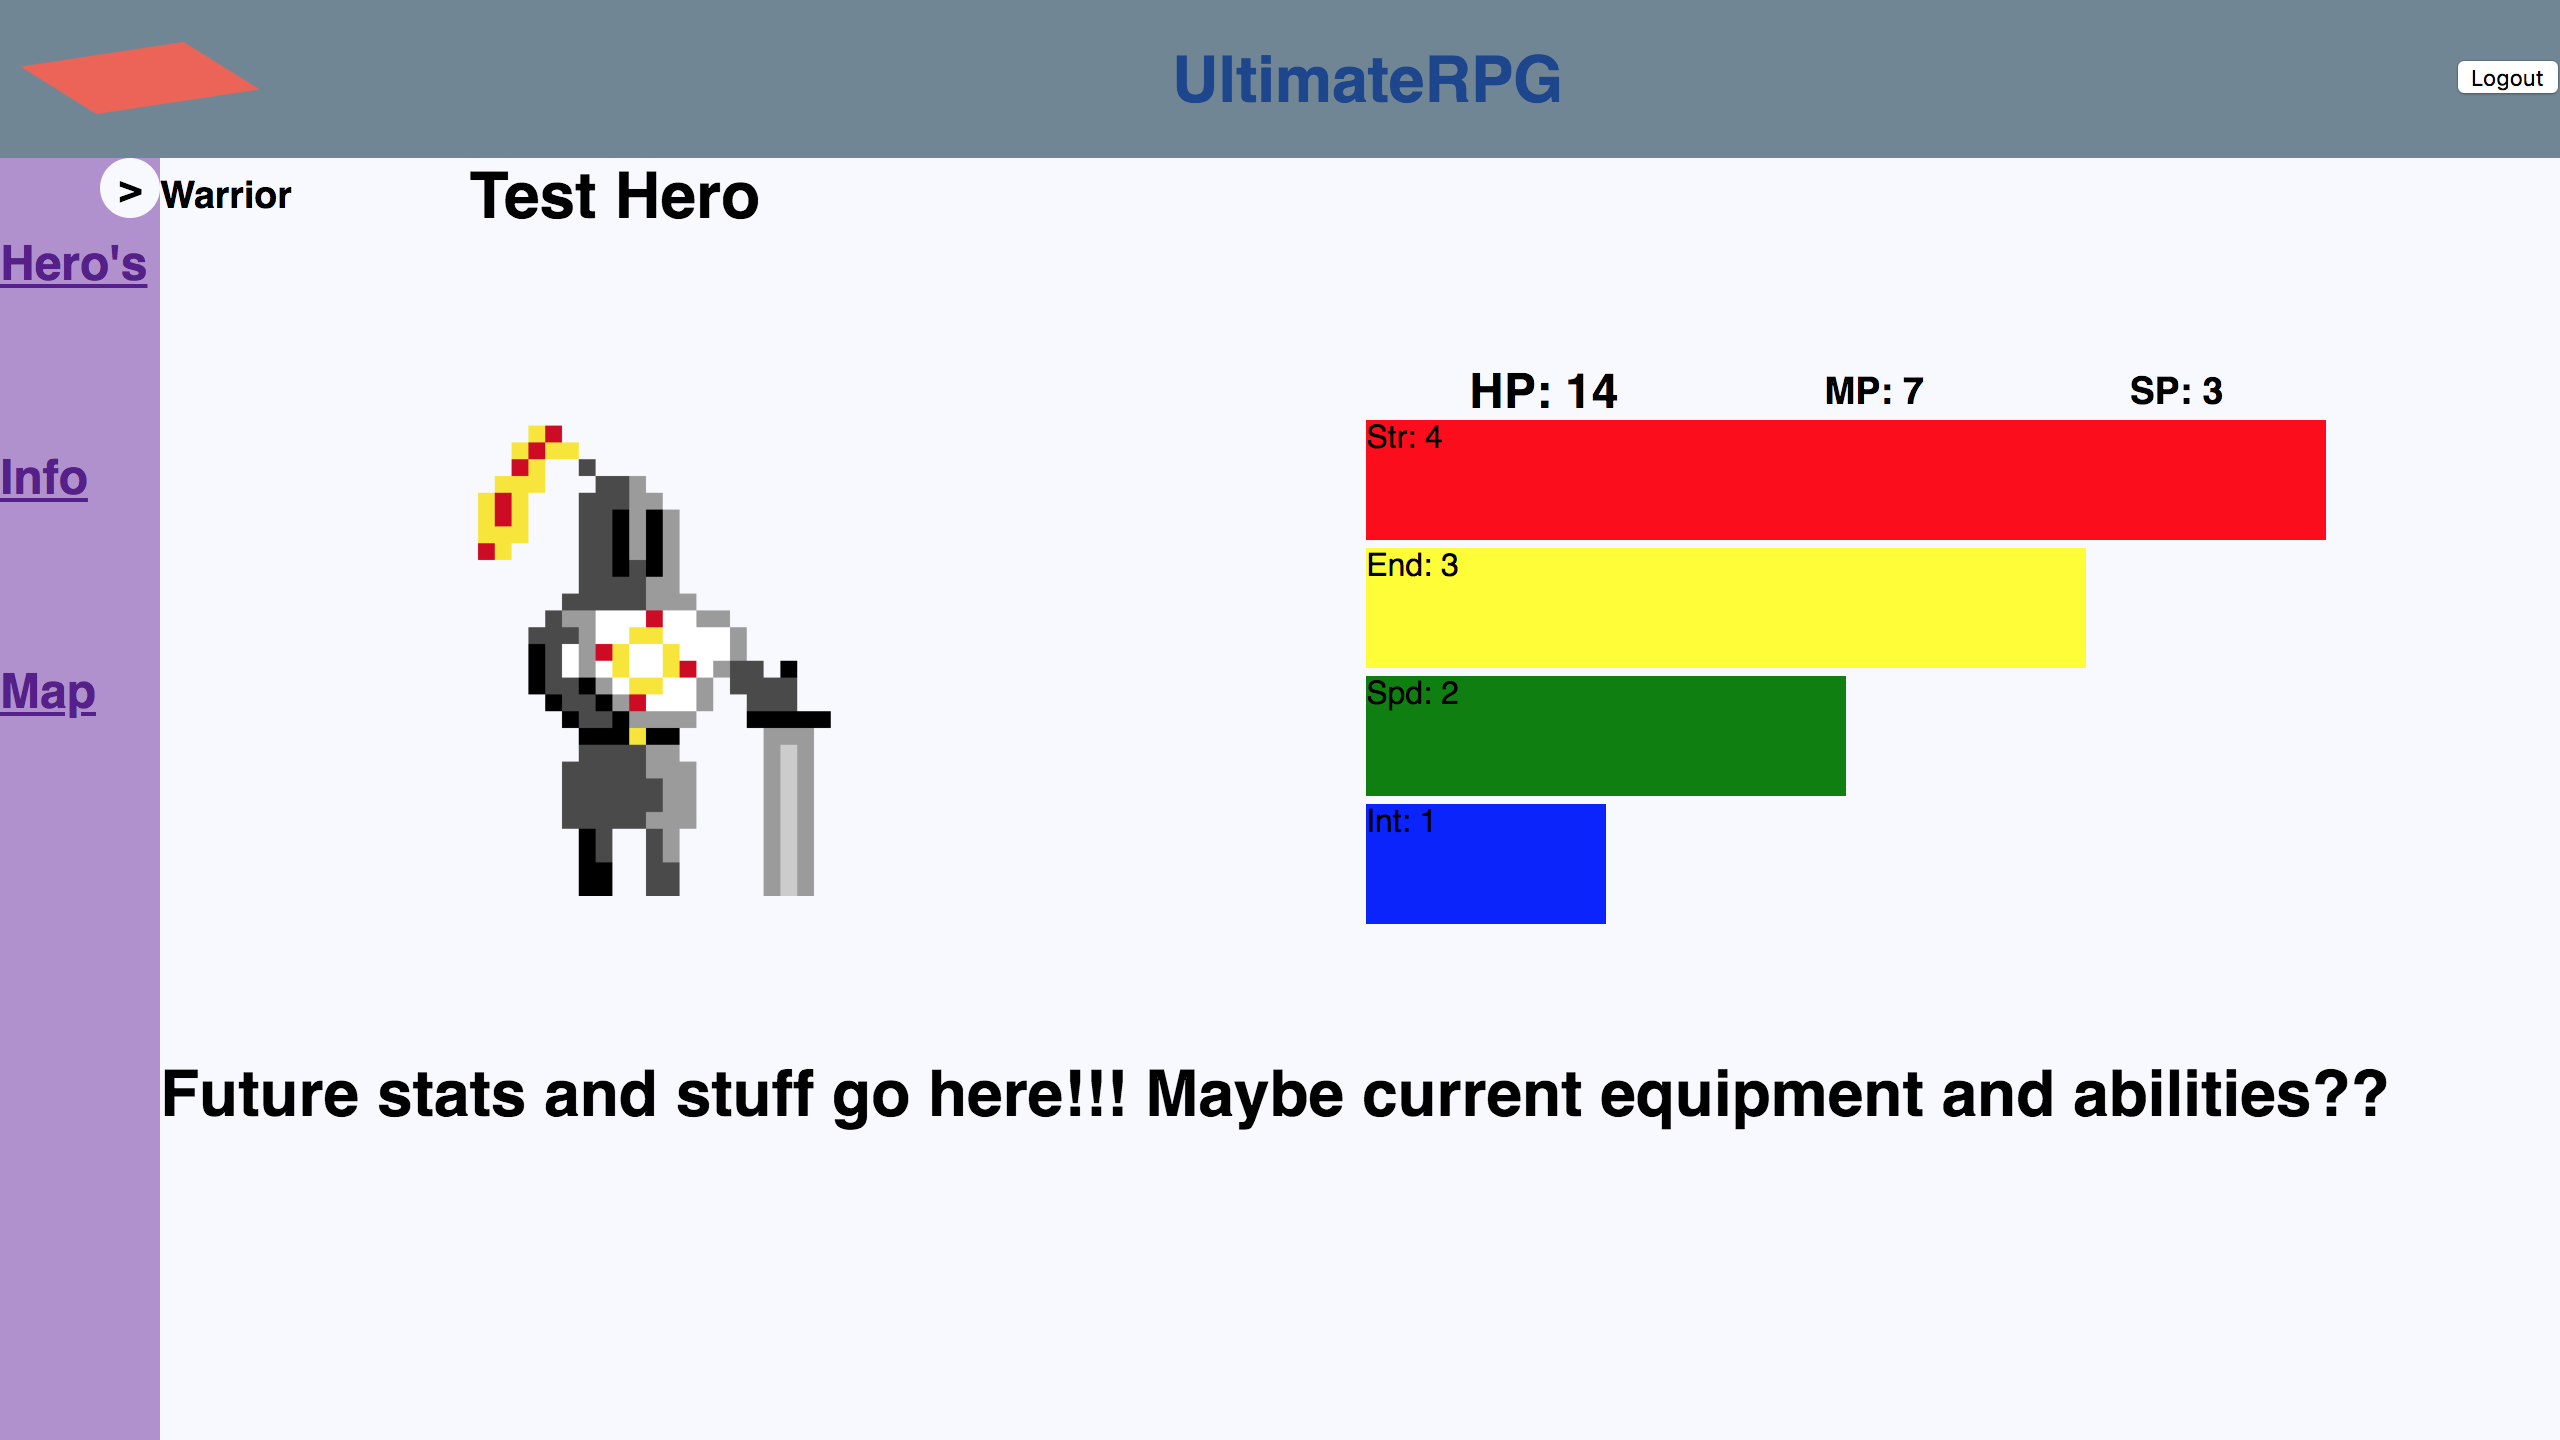 UltimateRPG
Logout
>
Warrior
Test Hero
Hero's
Info
Map
HP: 14
MP: 7
SP: 3
Str: 4
End: 3
Spd: 2
Int: 1
Future stats and stuff go here!!! Maybe current equipment and abilities??